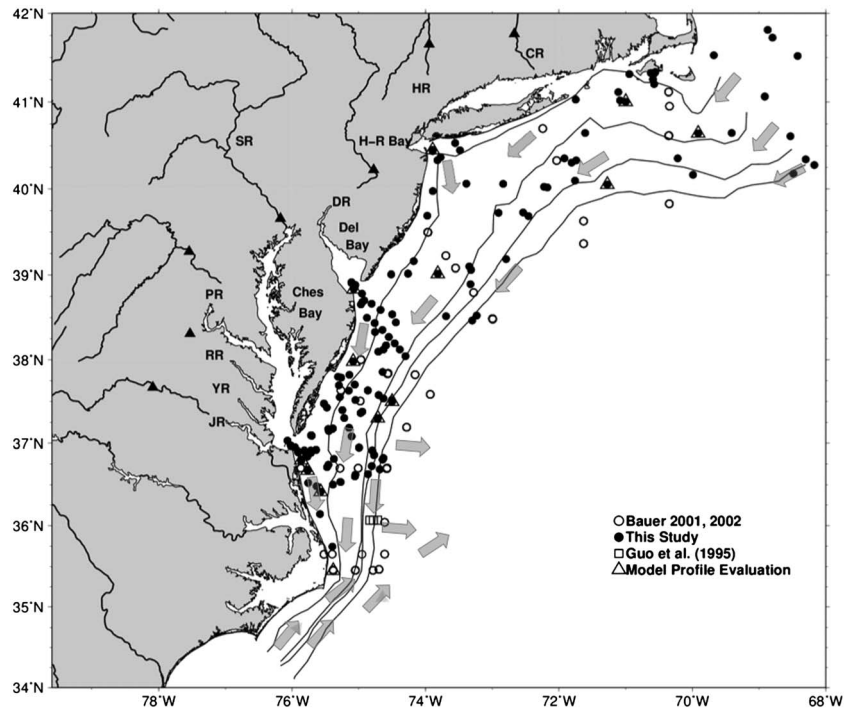 42°N
41°N
40°N
39°N
38°N
37°N
36°N
35°N
34°N
78°W
76°W
74°W
72°W
70°W
68°W
CR
HR
H-R Bay
SR
DR
Del
Bay
Ches
Bay
PR
RR
YR
JR
Bauer 2001, 2002
This Study
Guo et al. (1995)
Model Profile Evaluation